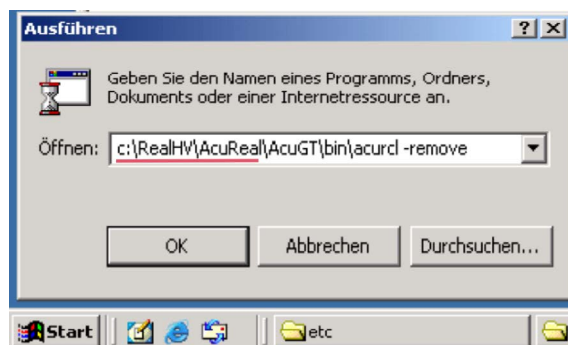 Ausführen
Geben Sie den Namen eines Programms, Ordners,
Dokuments oder einer Internetressource an.
Öffnen: c:\RealHV\AcuReal\AcuGT\bin\acurcl -remove
OK Abbrechen Durchsuchen...
Start etc